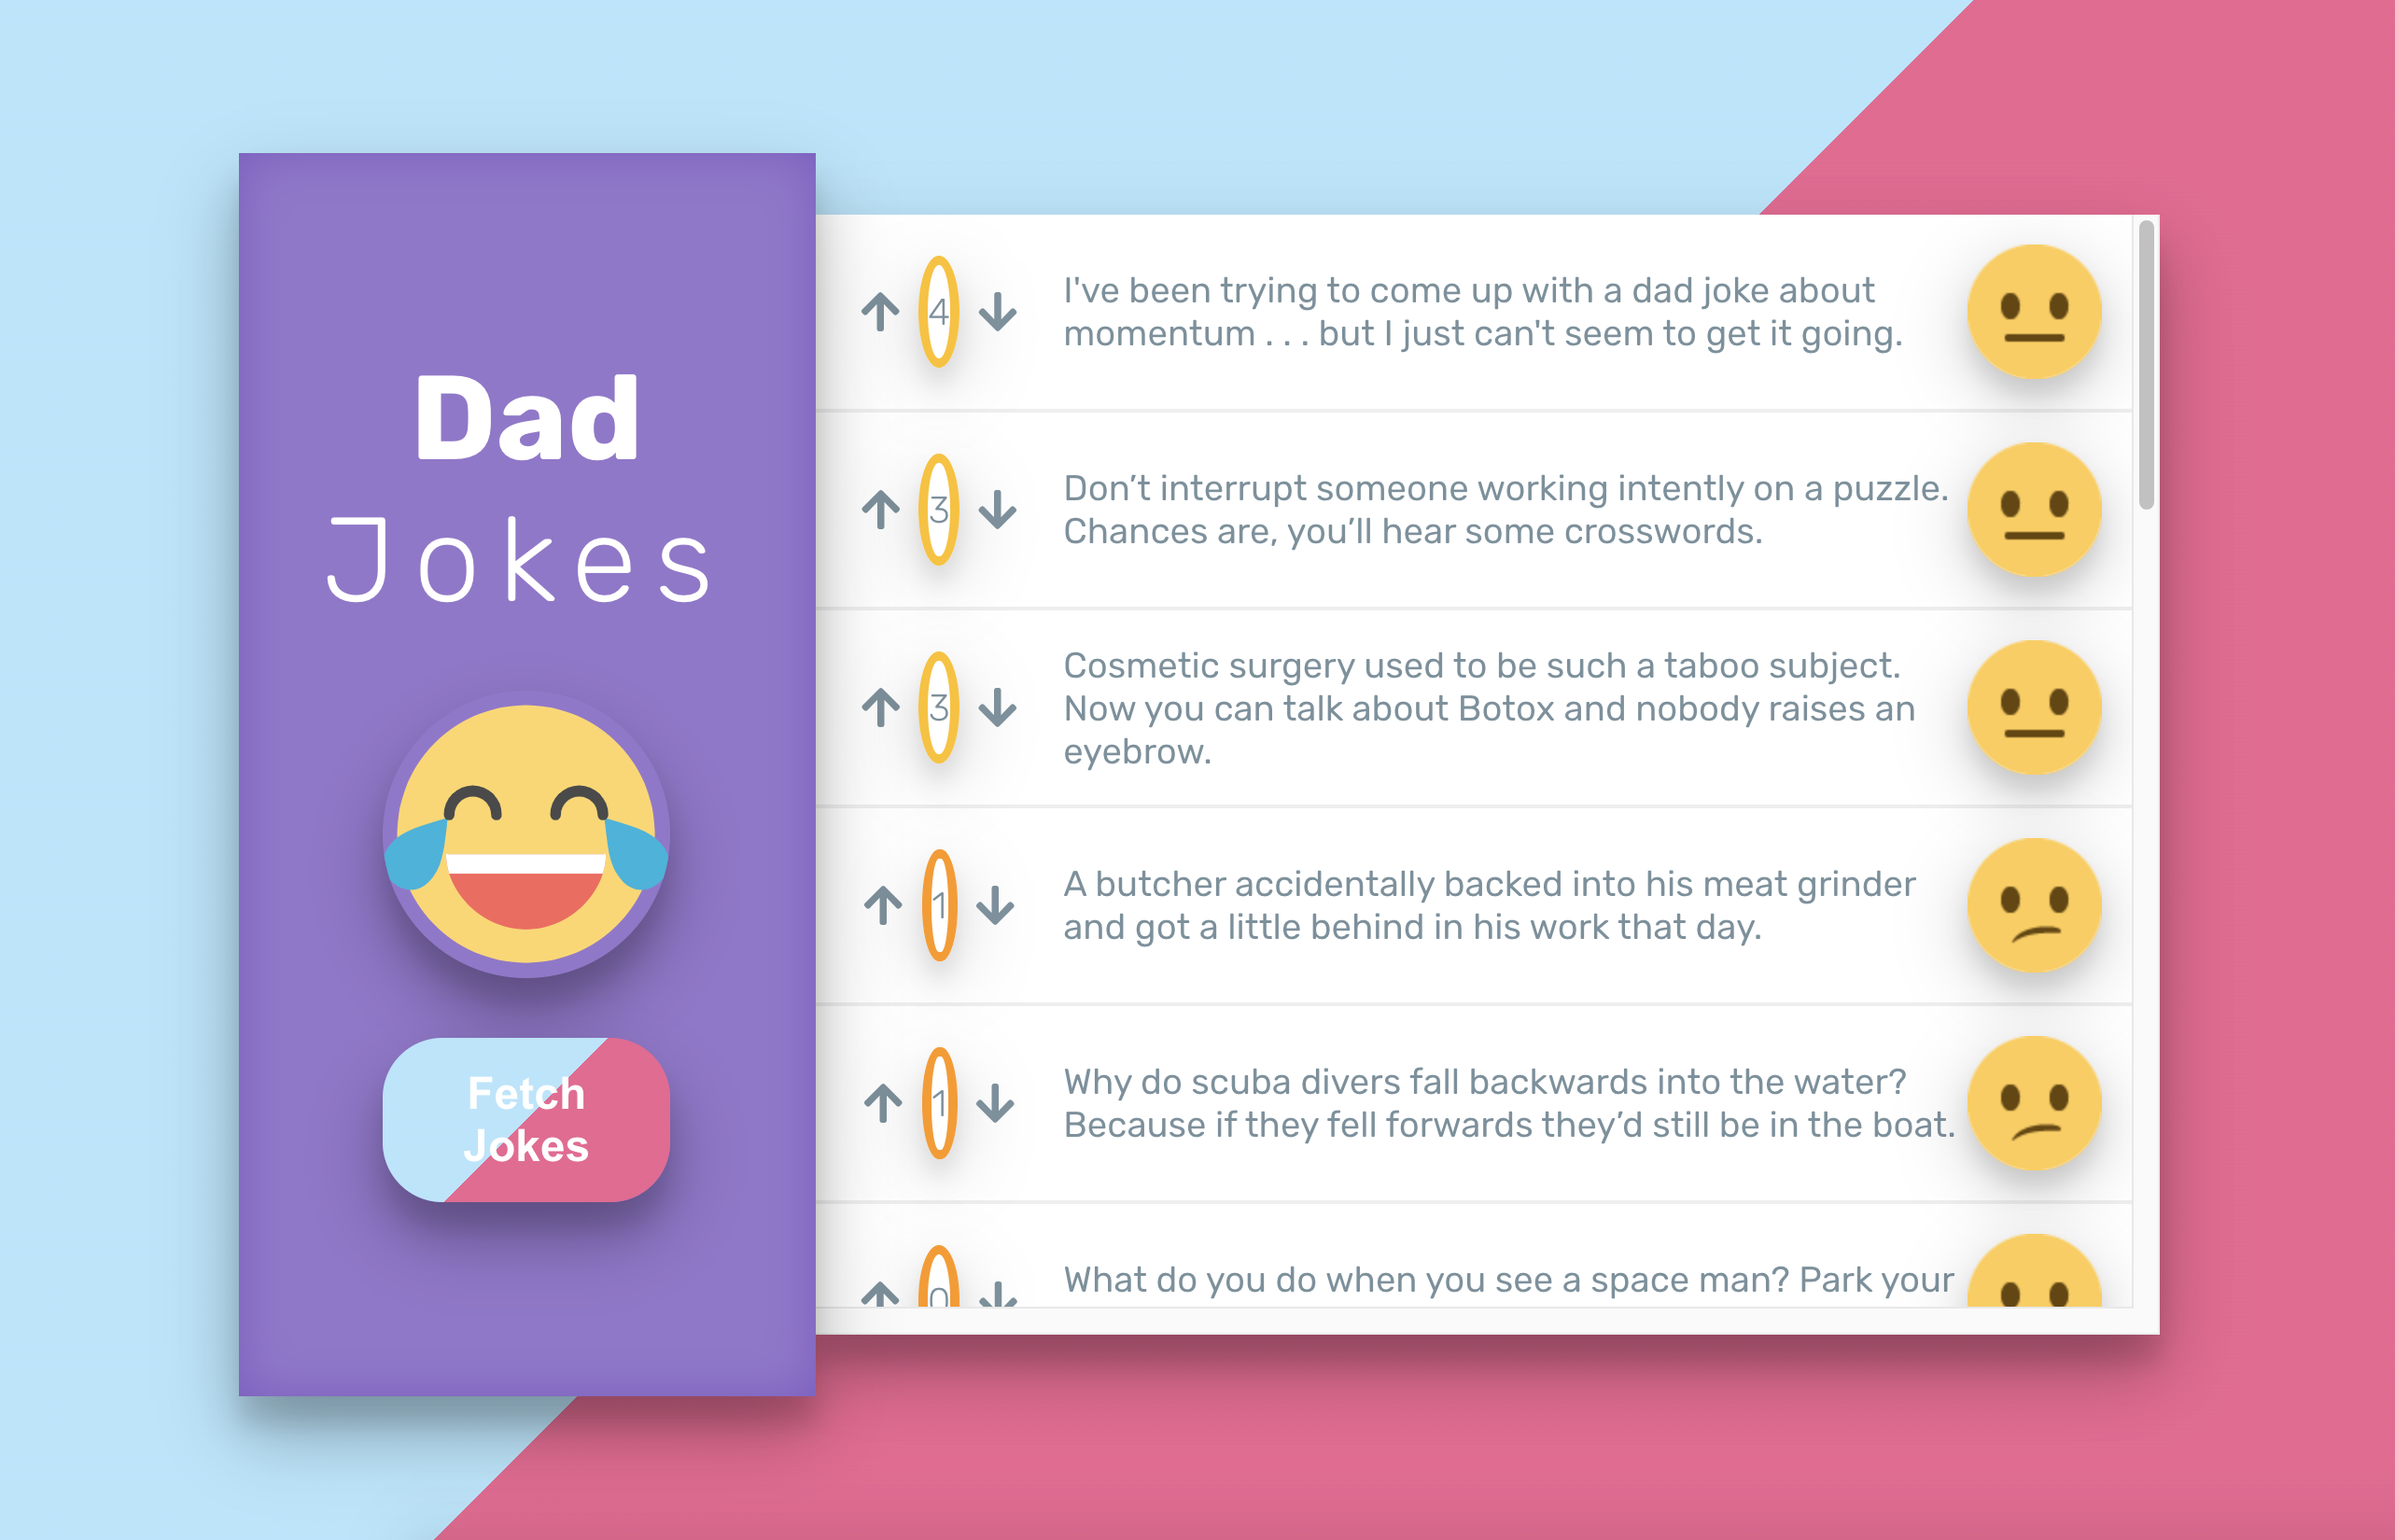 Dad
Jokes
Fetch
Jokes
4
I've been trying to come up with a dad joke about
momentum . . . but I just can't seem to get it going.
3
Don’t interrupt someone working intently on a puzzle.
Chances are, you’ll hear some crosswords.
3
Cosmetic surgery used to be such a taboo subject.
Now you can talk about Botox and nobody raises an
eyebrow.
1
A butcher accidentally backed into his meat grinder
and got a little behind in his work that day.
1
Why do scuba divers fall backwards into the water?
Because if they fell forwards they’d still be in the boat.
0
What do you do when you see a space man? Park your